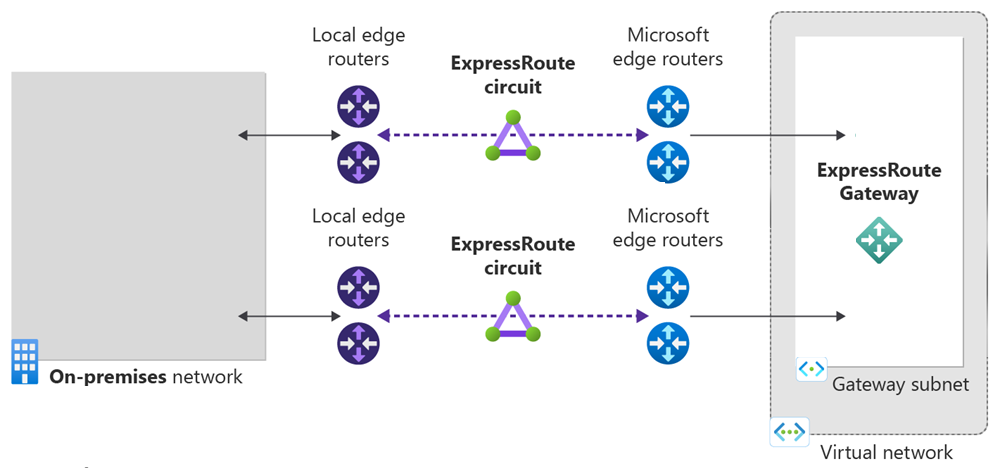 Local edge
routers
ExpressRoute
circuit
Microsoft
edge routers
ExpressRoute
Gateway
Local edge
routers
ExpressRoute
circuit
Microsoft
edge routers
On-premises network
Gateway subnet
Virtual network